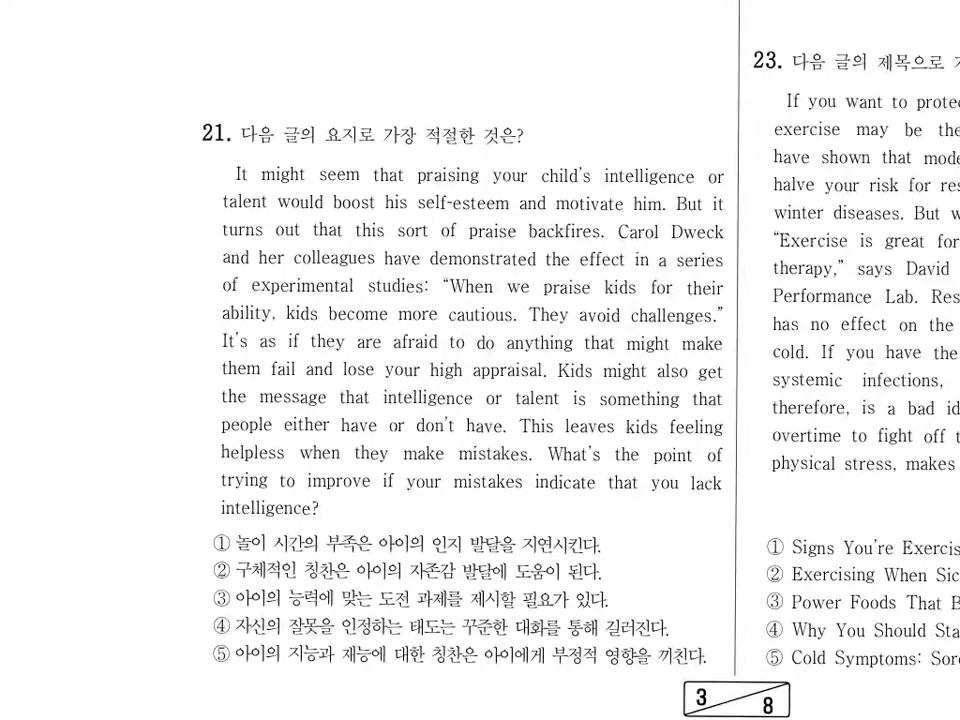 21. 다음 글의 요지로 가장 적절한 것은?
It might seem that praising your child's intelligence or
talent would boost his self-esteem and motivate him. But it
turns out that this sort of praise backfires. Carol Dweck
and her colleagues have demonstrated the effect in a series
of experimental studies: “When we praise kids for their
ability, kids become more cautious. They avoid challenges.”
It's as if they are afraid to do anything that might make
them fail and lose your high appraisal. Kids might also get
the message that intelligence or talent is something that
people either have or don't have. This leaves kids feeling
helpless when they make mistakes. What's the point of
trying to improve if your mistakes indicate that you lack
intelligence?
① 놀이 시간의 부족은 아이의 인지 발달을 지연시킨다.
② 구체적인 칭찬은 아이의 자존감 발달에 도움이 된다.
③ 아이의 능력에 맞는 도전 과제를 제시할 필요가 있다.
④ 자신의 잘못을 인정하는 태도는 꾸준한 대화를 통해 길러진다.
⑤ 아이의 지능과 재능에 대한 칭찬은 아이에게 부정적 영향을 끼친다.
23. 다음 글의 제목으로
If you want to
exercise may be
have shown that
halve your risk for
winter diseases. But
“Exercise is great for
therapy,” says David
Performance Lab.
has no effect on the
cold. If you have the
systemic infections,
therefore, is a bad
overtime to fight off
physical stress, makes
① Signs You're
② Exercising When
③ Power Foods That
④ Why You Should
⑤ Cold Symptoms:
3 8